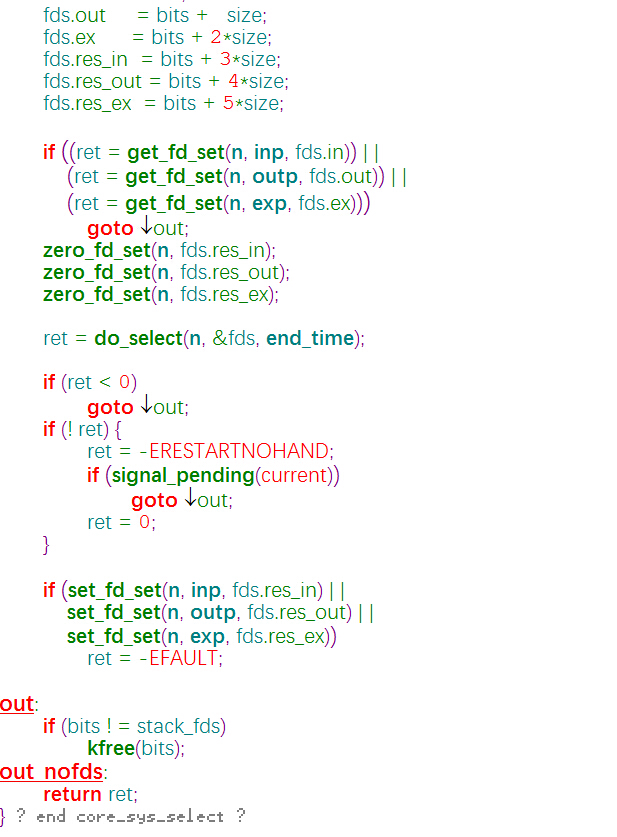 fds.out = bits + size;
fds.ex = bits + 2*size;
fds.res_in = bits + 3*size;
fds.res_out = bits + 4*size;
fds.res_ex = bits + 5*size;
if ((ret = get_fd_set(n, inp, fds.in)) ||
(ret = get_fd_set(n, outp, fds.out)) ||
(ret = get_fd_set(n, exp, fds.ex)))
goto ↓out;
zero_fd_set(n, fds.res_in);
zero_fd_set(n, fds.res_out);
zero_fd_set(n, fds.res_ex);
ret = do_select(n, &fds, end_time);
if (ret < 0)
goto ↓out;
if (! ret) {
ret = -ERESTARTNOHAND;
if (signal_pending(current))
goto ↓out;
ret = 0;
}
if (set_fd_set(n, inp, fds.res_in) ||
set_fd_set(n, outp, fds.res_out) ||
set_fd_set(n, exp, fds.res_ex))
ret = -EFAULT;
out:
if (bits != stack_fds)
kfree(bits);
out_nofds:
return ret;
} ? end core_sys_select ?